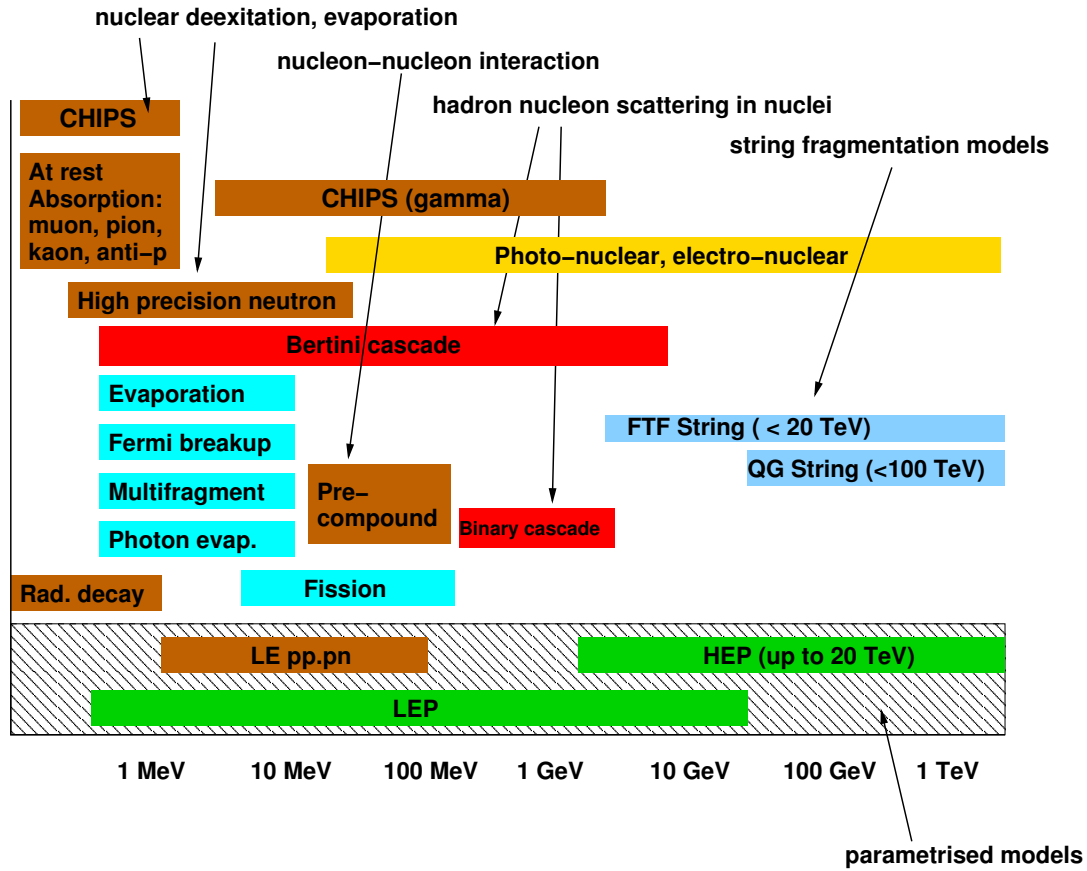 nuclear deexitation, evaporation
nucleon−nucleon interaction
hadron nucleon scattering in nuclei
string fragmentation models
CHIPS
At rest
Absorption:
muon, pion,
kaon, anti−p
CHIPS (gamma)
Photo−nuclear, electro−nuclear
High precision neutron
Bertini cascade
Evaporation
Fermi breakup
Multifragment
Photon evap.
Pre−
compound
Binary cascade
FTF String ( < 20 TeV)
QG String (<100 TeV)
Rad. decay
Fission
LE pp.pn
HEP (up to 20 TeV)
LEP
1 MeV 10 MeV 100 MeV 1 GeV 10 GeV 100 GeV 1 TeV
parametrised models